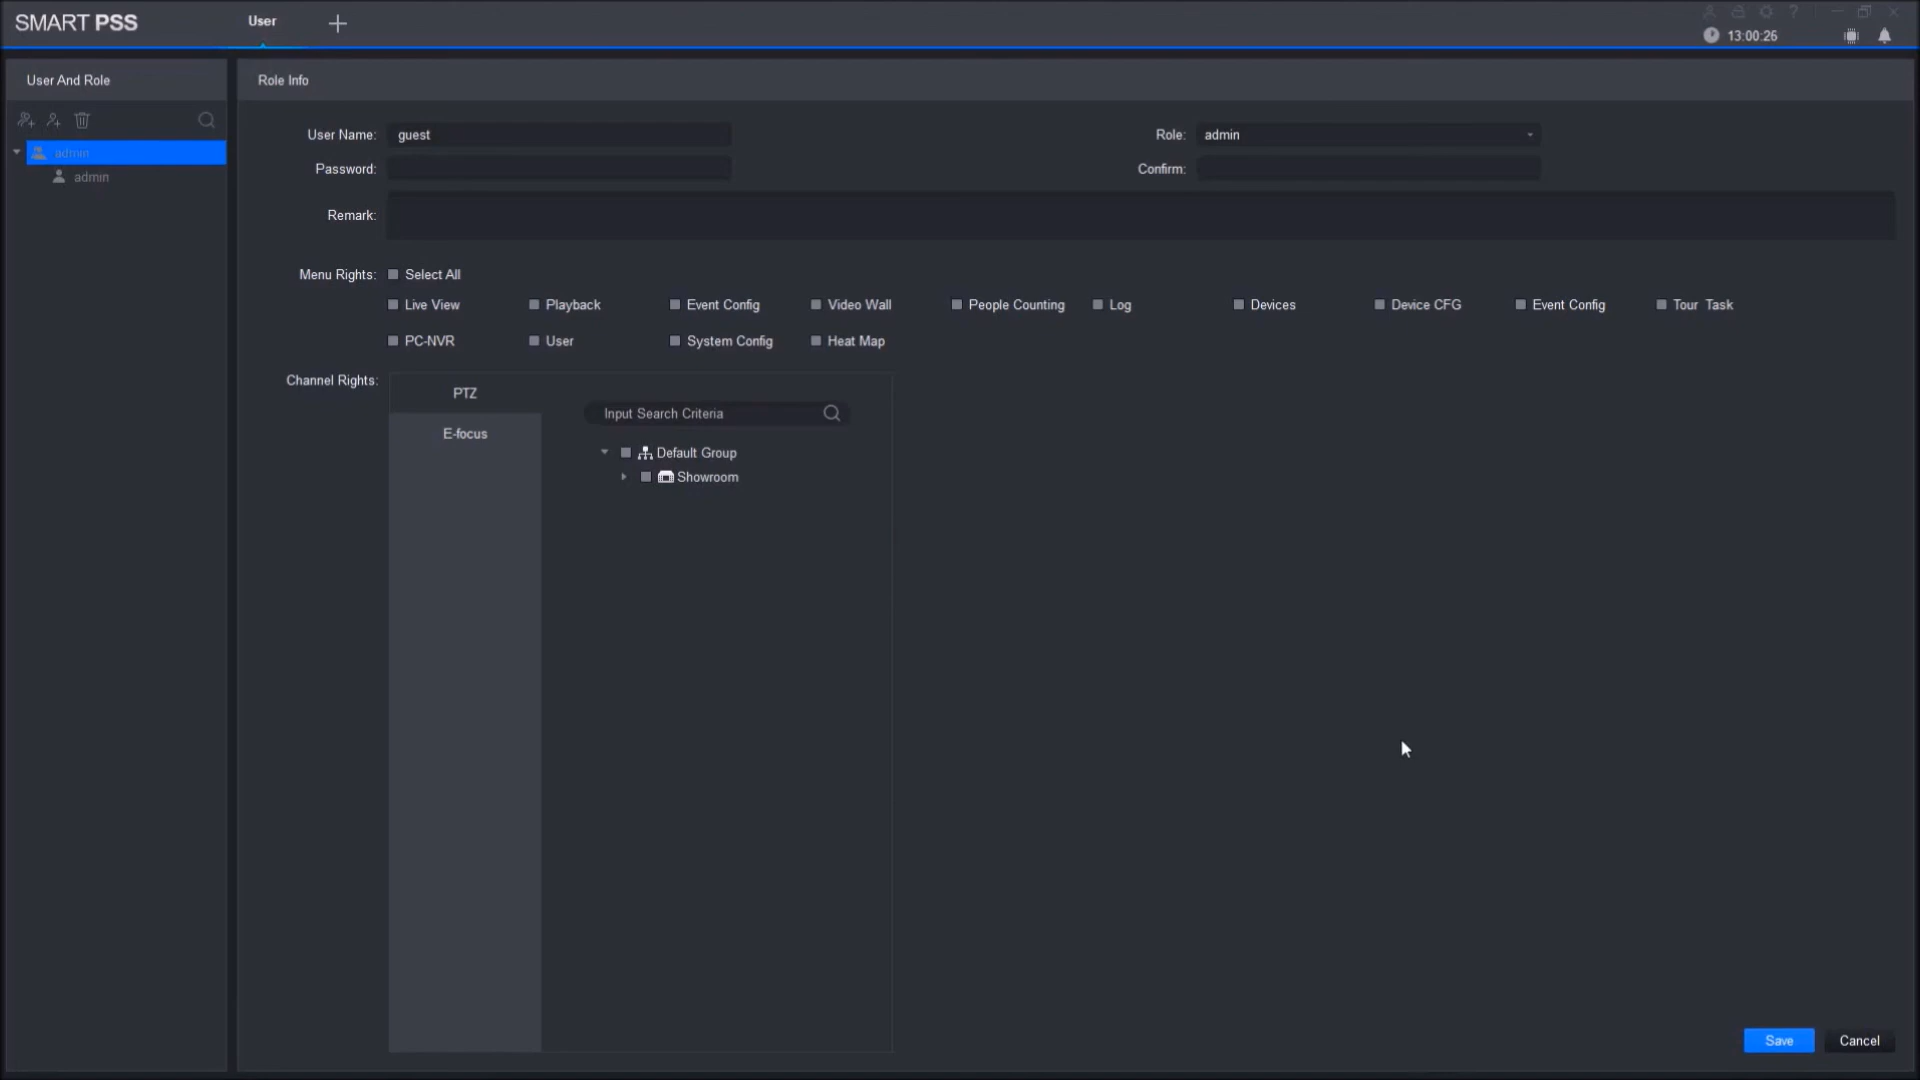 SMART PSS
User
13:00:26
User And Role
Role Info
admin
admin
User Name: guest
Role: admin
Password:
Confirm:
Remark:
Menu Rights: Select All
Live View Playback Event Config Video Wall People Counting Log Devices Device CFG Event Config Tour Task
PC-NVR User System Config Heat Map
Channel Rights:
PTZ
E-focus
Input Search Criteria
Default Group
Showroom
Save Cancel